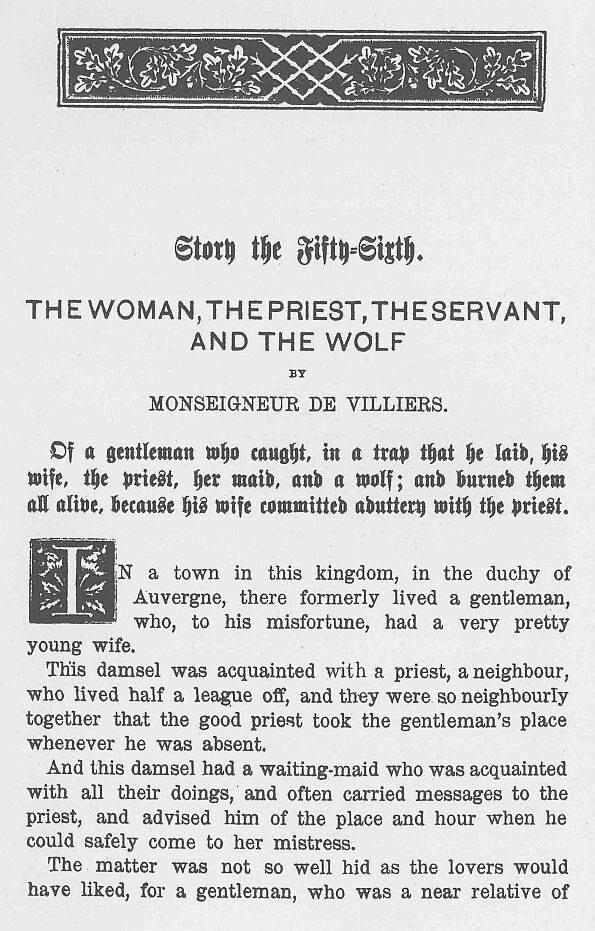 Story the Fifty-Sixth.
THE WOMAN, THE PRIEST, THE SERVANT,
AND THE WOLF
BY
MONSEIGNEUR DE VILLIERS.
Of a gentleman who caught, in a trap that he laid, his
wife, the priest, her maid, and a wolf; and burned them
all alive, because his wife committed aduttery with the priest.
IN a town in this kingdom, in the duchy of
Auvergne, there formerly lived a gentleman,
who, to his misfortune, had a very pretty
young wife.
This damsel was acquainted with a priest, a neighbour,
who lived half a league off, and they were so neighbourly
together that the good priest took the gentleman's place
whenever he was absent.
And this damsel had a waiting-maid who was acquainted
with all their doings, and often carried messages to the
priest, and advised him of the place and hour when he
could safely come to her mistress.
The matter was not so well hid as the lovers would
have liked, for a gentleman, who was a near relative of